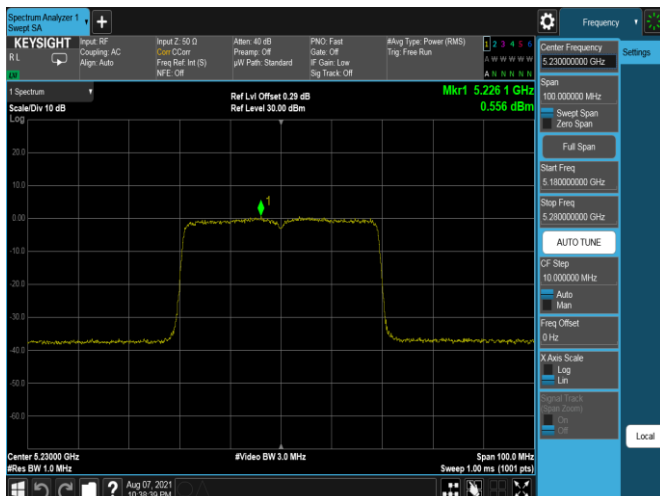 Spectrum Analyzer 1
Swept SA
+
Frequency
KEYSIGHT
RL
LXI
Input: RF
Coupling: AC
Align: Auto
Input Z: 50 Ω
Corr CCorr
Freq Ref: Int (S)
NFE: Off
Atten: 40 dB
Preamp: Off
µW Path: Standard
PNO: Fast
Gate: Off
IF Gain: Low
Sig Track: Off
#Avg Type: Power (RMS)
Trig: Free Run
1 2 3 4 5 6
A W W W W W
A N N N N N
1 Spectrum
Scale/Div 10 dB
Log
Ref Lvl Offset 0.29 dB
Ref Level 30.00 dBm
Mkr1 5.226 1 GHz
0.556 dBm
20.0
10.0
0.00
-10.0
-20.0
-30.0
-40.0
-50.0
-60.0
1
Center 5.23000 GHz
#Res BW 1.0 MHz
#Video BW 3.0 MHz
Span 100.0 MHz
Sweep 1.00 ms (1001 pts)
Aug 07, 2021
10:38:39 PM
?
Center Frequency
5.230000000 GHz
Settings
Span
100.000000 MHz
Swept Span
Zero Span
Full Span
Start Freq
5.180000000 GHz
Stop Freq
5.280000000 GHz
AUTO TUNE
CF Step
10.000000 MHz
Auto
Man
Freq Offset
0 Hz
X Axis Scale
Log
Lin
Signal Track
(Span Zoom)
On
Off
Local